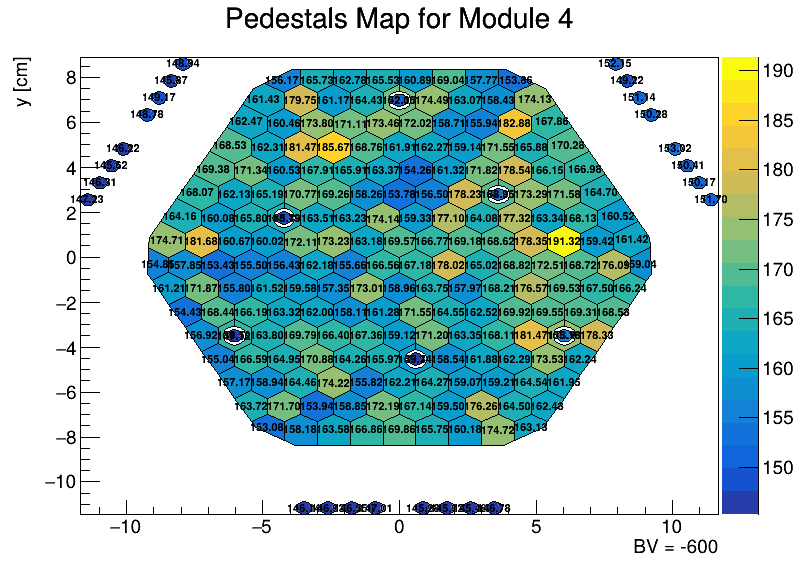 Pedestals Map for Module 4
y [cm]
8
6
4
2
0
−2
−4
−6
−8
−10
−10 −5 0 5 10
190
185
180
175
170
165
160
155
150
BV = -600
148.94 152.15
149.22
149.17 151.14
148.78 150.28
153.92
150.41
150.17
151.70
156.17 165.73 162.78 165.53 160.89 169.04 157.77 153.86
161.43 179.75 161.17 164.43 174.49 163.07 158.43 174.13
162.47 160.46 173.80 171.11 173.46 172.02 158.71 155.94 182.88 167.86
168.53 162.31 181.47 185.67 168.76 161.91 162.27 159.14 171.55 165.88 170.28
169.38 171.34 160.53 167.91 163.37 154.26 161.32 171.82 178.54 166.15 166.98
168.07 162.13 165.19 170.77 169.26 158.26 153.78 156.50 178.23 173.29 171.58 164.70
164.16 160.08 165.80 163.51 163.23 174.14 159.33 177.10 164.08 177.32 163.34 168.13 160.52
174.71 181.68 160.67 160.02 172.11 173.23 163.18 169.57 166.77 169.18 168.62 178.35 191.32 159.42 161.42
157.85 153.43 155.50 156.43 162.18 155.66 166.56 167.18 178.02 165.02 168.82 172.51 168.72 176.09 159.04
161.21 171.87 155.80 161.52 159.58 157.35 173.01 158.96 163.75 157.97 168.21 176.57 169.53 167.50 166.24
154.43 168.44 166.19 163.32 162.00 158.11 161.28 171.55 164.55 162.52 169.24 169.55 169.31 168.58
156.92 163.80 169.79 166.40 167.36 159.12 171.20 163.35 168.11 181.47 178.33
155.04 166.59 164.95 170.88 164.26 165.97 158.54 161.88 162.29 173.53 162.24
157.17 158.94 164.46 174.22 155.82 162.21 164.27 159.07 159.21 164.54 161.95
163.72 171.70 153.94 158.85 172.19 167.14 159.50 176.26 164.50 162.48
153.08 158.18 163.58 166.86 169.86 165.75 160.18 174.72 163.13